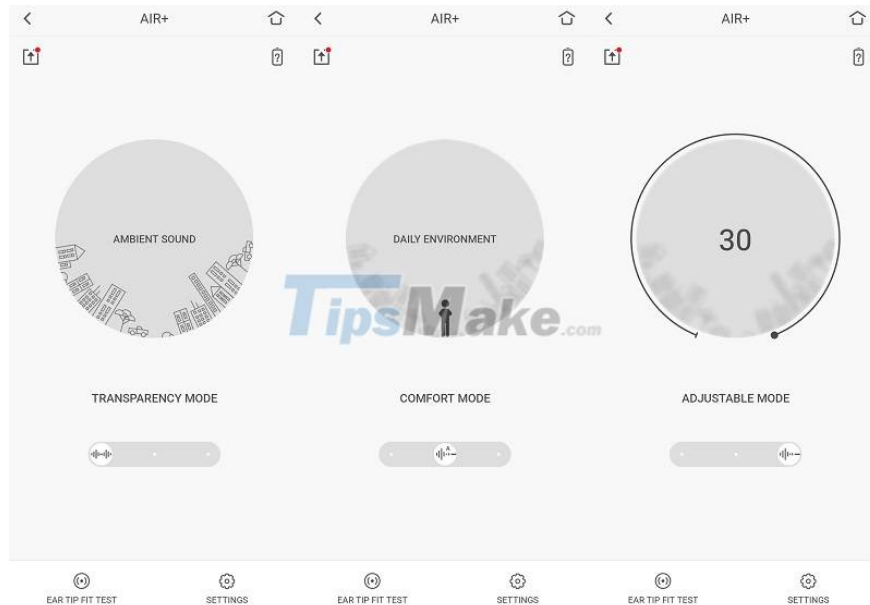 AIR+
AMBIENT SOUND
TRANSPARENCY MODE
EAR TIP FIT TEST
SETTINGS
AIR+
DAILY ENVIRONMENT
COMFORT MODE
EAR TIP FIT TEST
SETTINGS
AIR+
30
ADJUSTABLE MODE
EAR TIP FIT TEST
SETTINGS
TipsMake.com